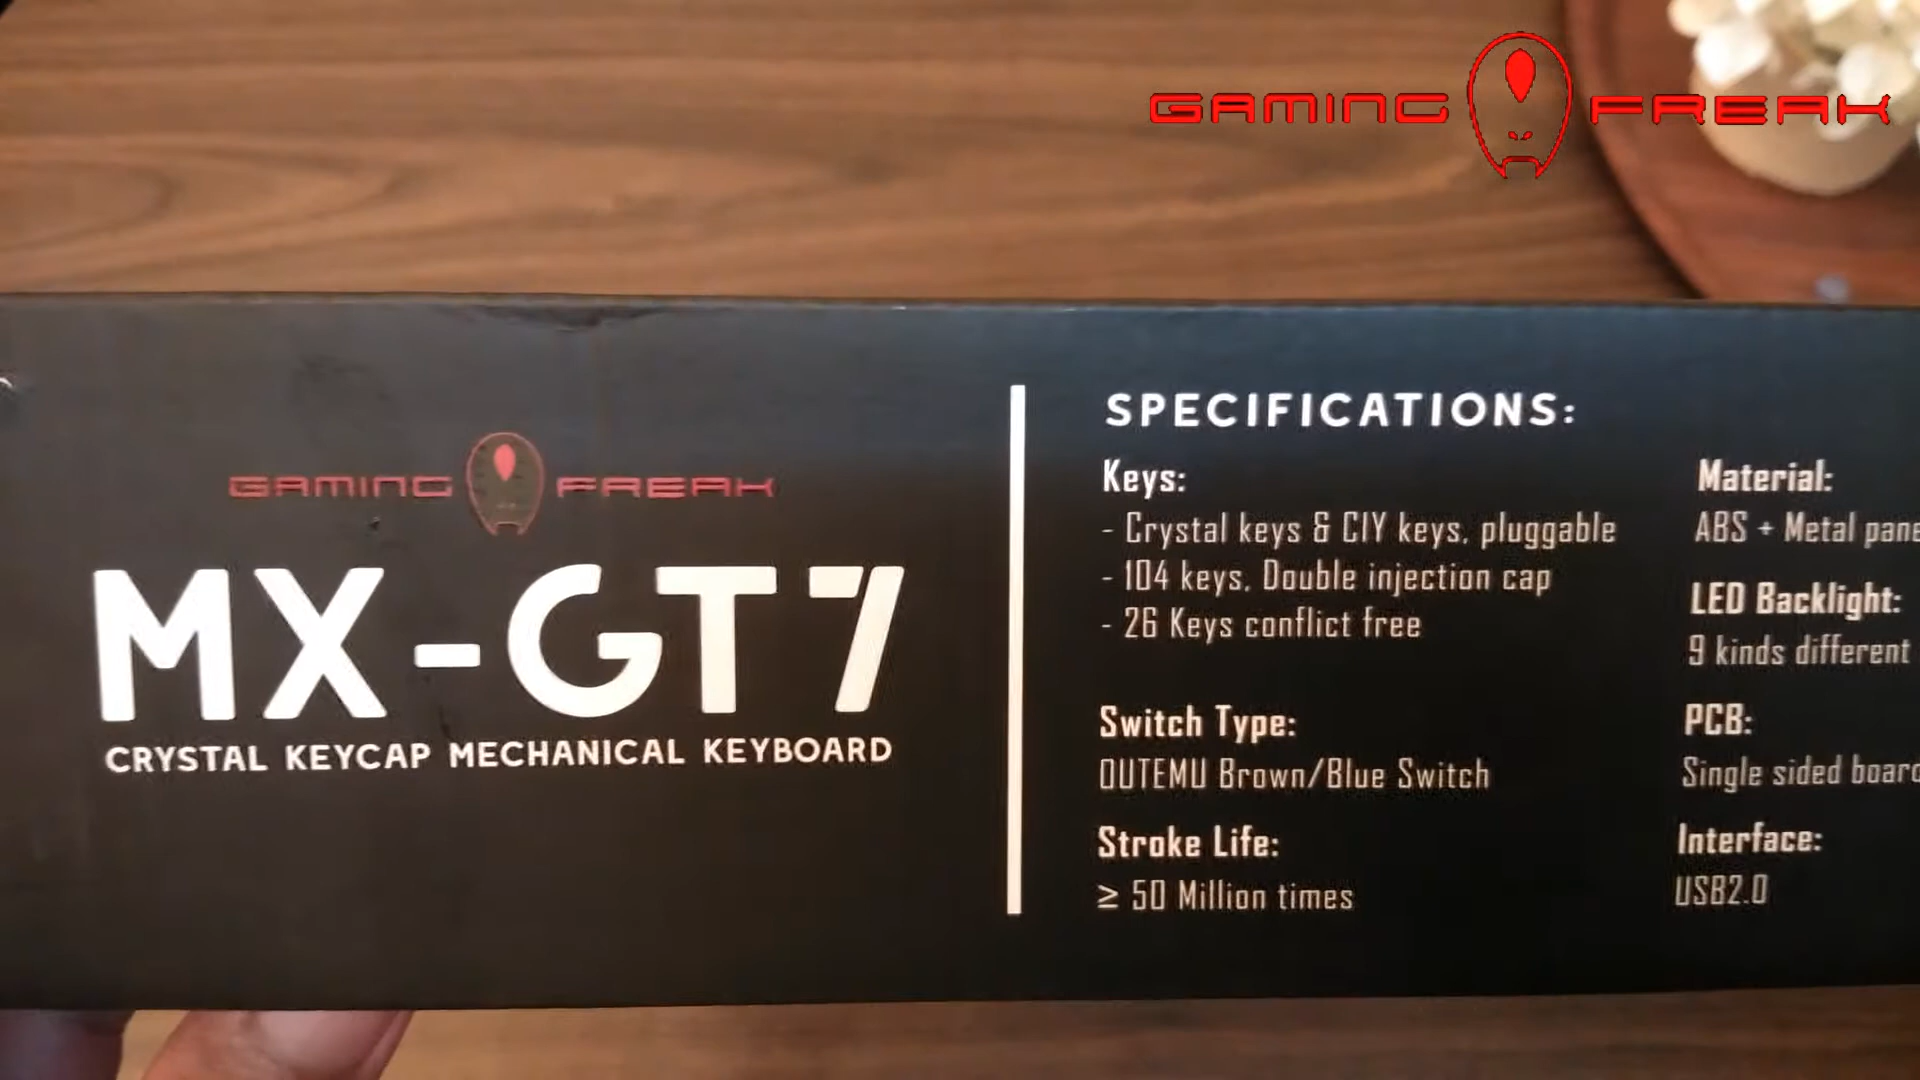 GAMING FREAK
GAMING FREAK
MX-GT7
CRYSTAL KEYCAP MECHANICAL KEYBOARD
SPECIFICATIONS:
Keys:
- Crystal keys & CIY keys, pluggable
- 104 keys, Double injection cap
- 26 Keys conflict free
Switch Type:
OUTEMU Brown/Blue Switch
Stroke Life:
≥ 50 Million times
Material:
ABS + Metal
LED Backlight:
9 kinds different
PCB:
Single sided board
Interface:
USB2.0